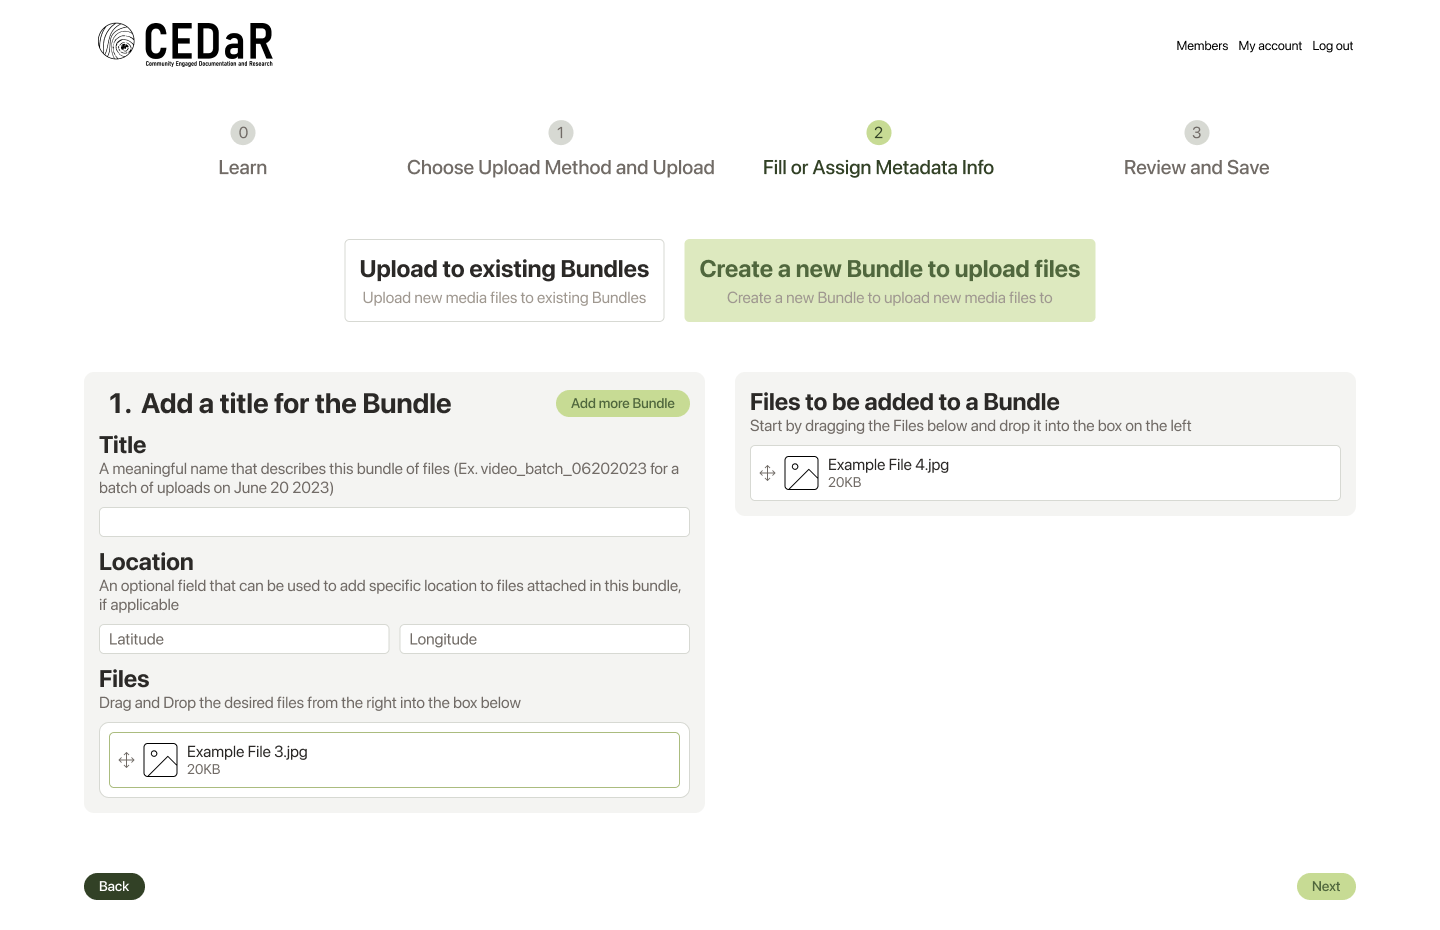 CEDaR
Community Engaged Documentation and Research
Members My account Log out
0
Learn
1
Choose Upload Method and Upload
2
Fill or Assign Metadata Info
3
Review and Save
Upload to existing Bundles
Upload new media files to existing Bundles
Create a new Bundle to upload files
Create a new Bundle to upload new media files to
1. Add a title for the Bundle
Add more Bundle
Title
A meaningful name that describes this bundle of files (Ex. video_batch_06202023 for a
batch of uploads on June 20 2023)
Location
An optional field that can be used to add specific location to files attached in this bundle,
if applicable
Latitude
Longitude
Files
Drag and Drop the desired files from the right into the box below
Example File 3.jpg
20KB
Files to be added to a Bundle
Start by dragging the Files below and drop it into the box on the left
Example File 4.jpg
20KB
Back
Next